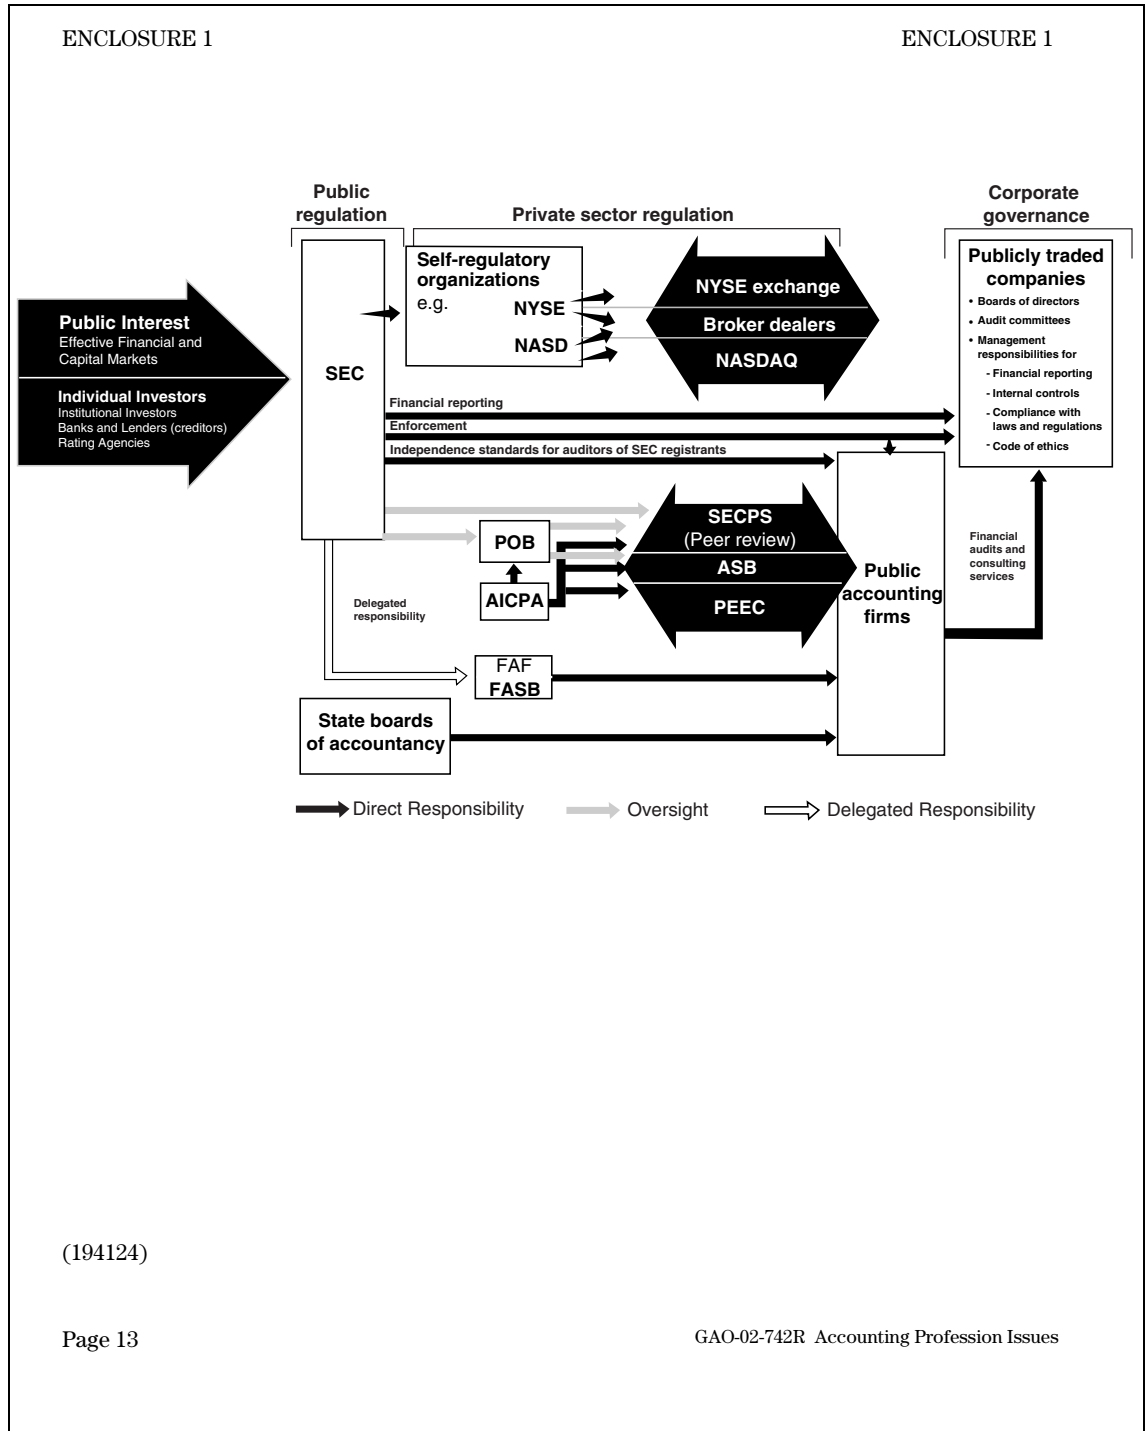 ENCLOSURE 1
ENCLOSURE 1
Public
regulation
Private sector regulation
Corporate
governance
Public Interest
Effective Financial and
Capital Markets
Individual Investors
Institutional Investors
Banks and Lenders (creditors)
Rating Agencies
SEC
Self-regulatory
organizations
e.g.
NYSE
NASD
NYSE exchange
Broker dealers
NASDAQ
Publicly traded
companies
• Boards of directors
• Audit committees
• Management
responsibilities for
- Financial reporting
- Internal controls
- Compliance with
laws and regulations
- Code of ethics
Financial reporting
Enforcement
Independence standards for auditors of SEC registrants
POB
AICPA
SECPS
(Peer review)
ASB
PEEC
Public
accounting
firms
Financial
audits and
consulting
services
Delegated
responsibility
FAF
FASB
State boards
of accountancy
Direct Responsibility
Oversight
Delegated Responsibility
(194124)
Page 13
GAO-02-742R Accounting Profession Issues